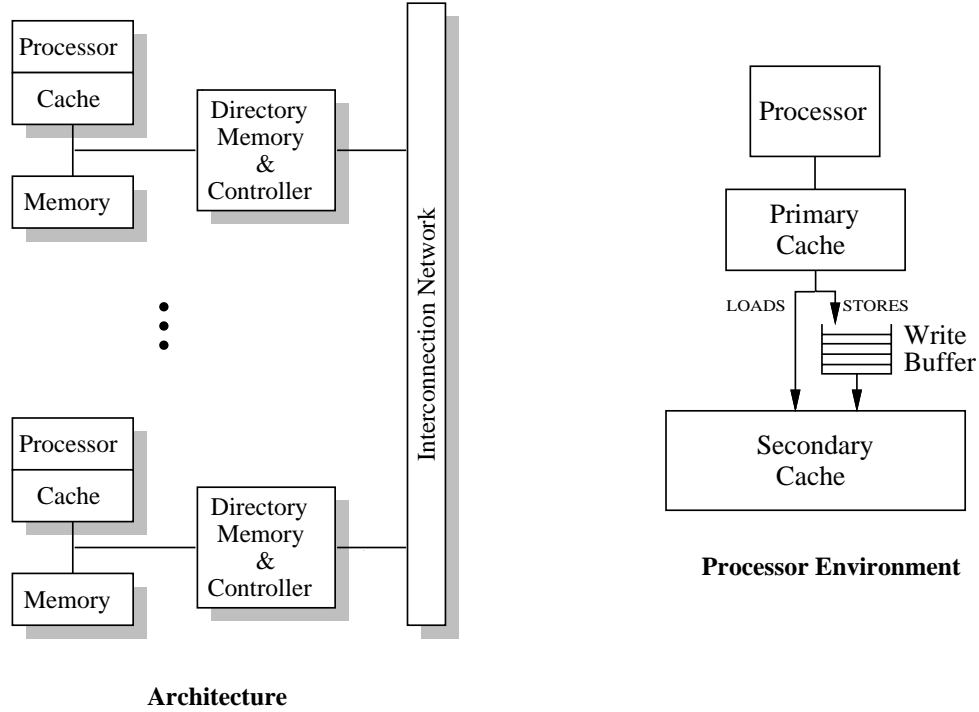 Processor
Cache
Memory
Directory
Memory
&
Controller
Processor
Cache
Memory
Directory
Memory
&
Controller
Interconnection Network
Architecture
Processor
Primary
Cache
LOADS
STORES
Write
Buffer
Secondary
Cache
Processor Environment